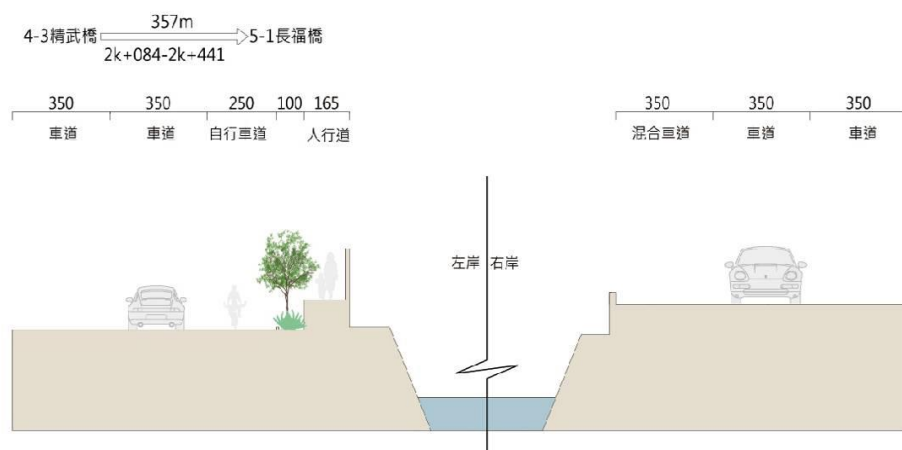 357m
4-3精武橋
5-1長福橋
2k+084-2k+441
350 350 250 100 165
車道 車道 自行車道 人行道
350 350 350
混合車道 車道 車道
左岸 右岸